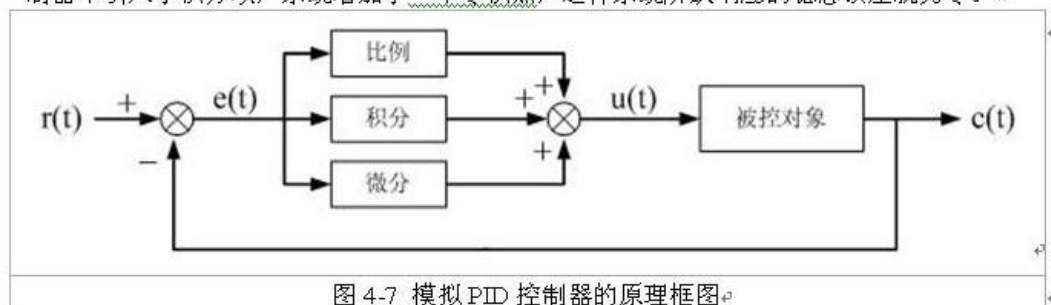 r(t)
+
−
e(t)
比例
积分
微分
+
+
+
u(t)
被控对象
c(t)
图 4-7 模拟 PID 控制器的原理框图